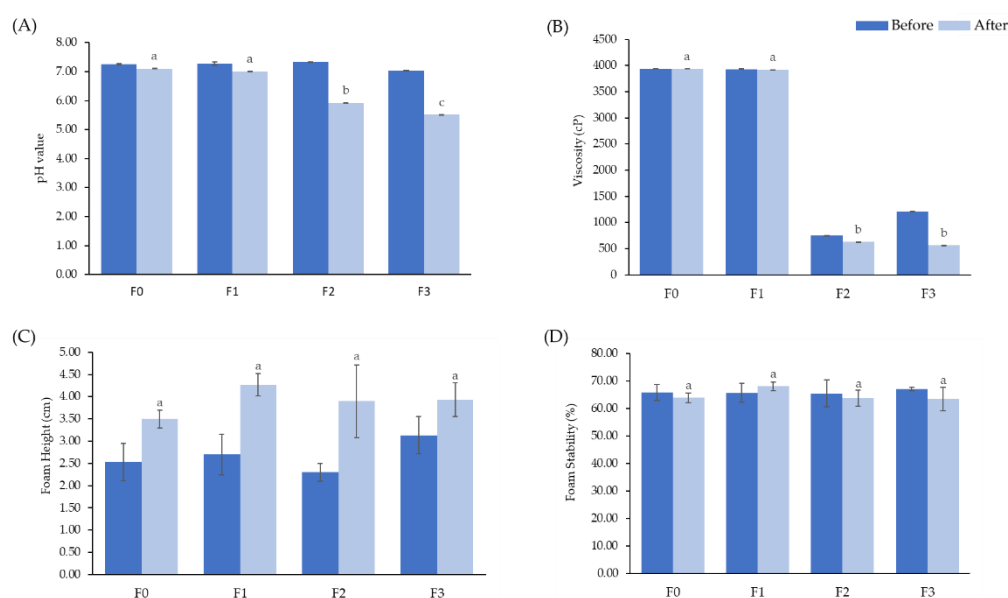 (A)
8.00
7.00
6.00
5.00
4.00
3.00
2.00
1.00
0.00
pH value
a
a
b
c
F0 F1 F2 F3
(B)
Before After
4500
4000
3500
3000
2500
2000
1500
1000
500
0
Viscosity (cP)
a
a
b
b
F0 F1 F2 F3
(C)
5.00
4.50
4.00
3.50
3.00
2.50
2.00
1.50
1.00
0.50
0.00
Foam Height (cm)
a
a
a
a
F0 F1 F2 F3
(D)
80.00
70.00
60.00
50.00
40.00
30.00
20.00
10.00
0.00
Foam Stability (%)
a
a
a
a
F0 F1 F2 F3